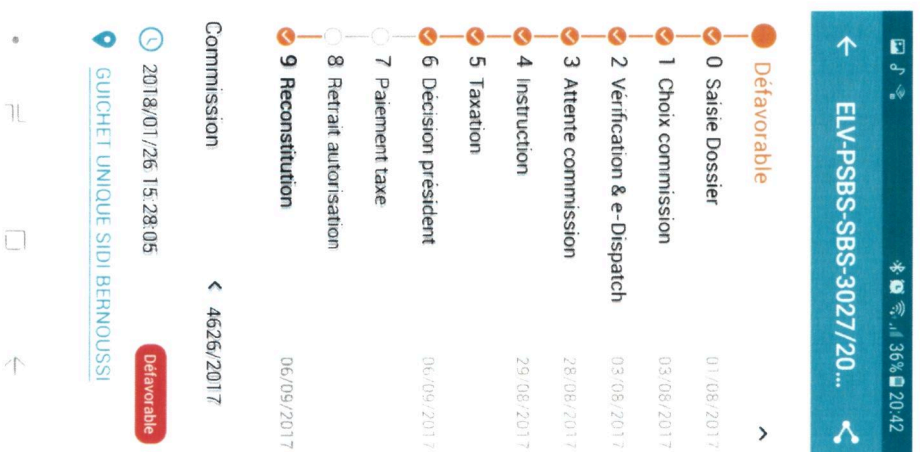 36% 20:42
ELV-PSBS-SBS-3027/20...
Défavorable
0 Saisie Dossier 01/08/2017
1 Choix commission 03/08/2017
2 Vérification & e-Dispatch 03/08/2017
3 Attente commission 28/08/2017
4 Instruction 29/08/2017
5 Taxation
6 Décision président 06/09/2017
7 Paiement taxe
8 Retrait autorisation
9 Reconstitution 06/09/2017
Commission 4626/2017
2018/01/26 15:28:05 Défavorable
GUICHET UNIQUE SIDI BERNOUSSI